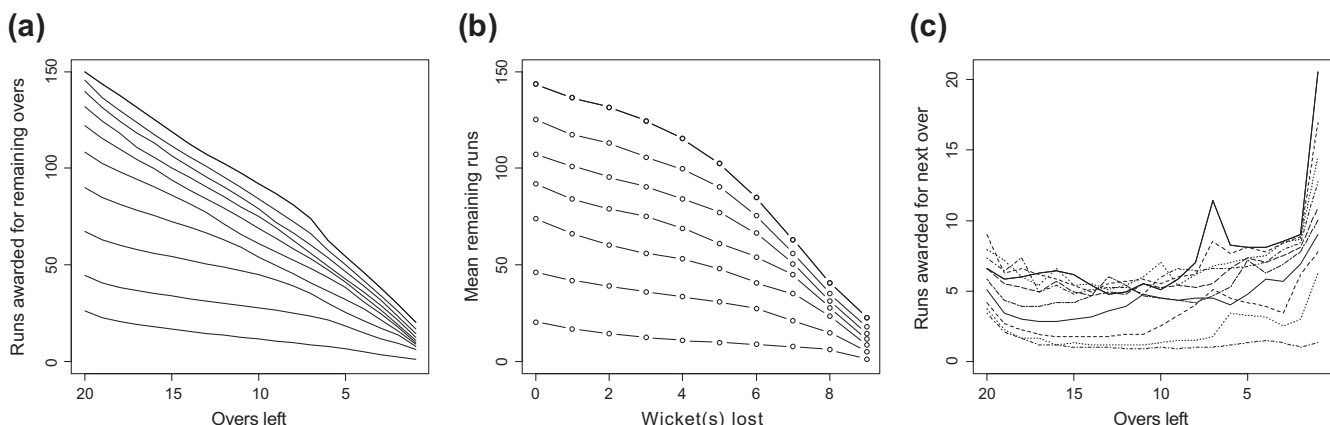 (a)
Runs awarded for remaining overs
150
100
50
0
20
15
10
5
Overs left
(b)
Mean remaining runs
150
100
50
0
0
2
4
6
8
Wicket(s) lost
(c)
Runs awarded for next over
20
15
10
5
0
20
15
10
5
Overs left